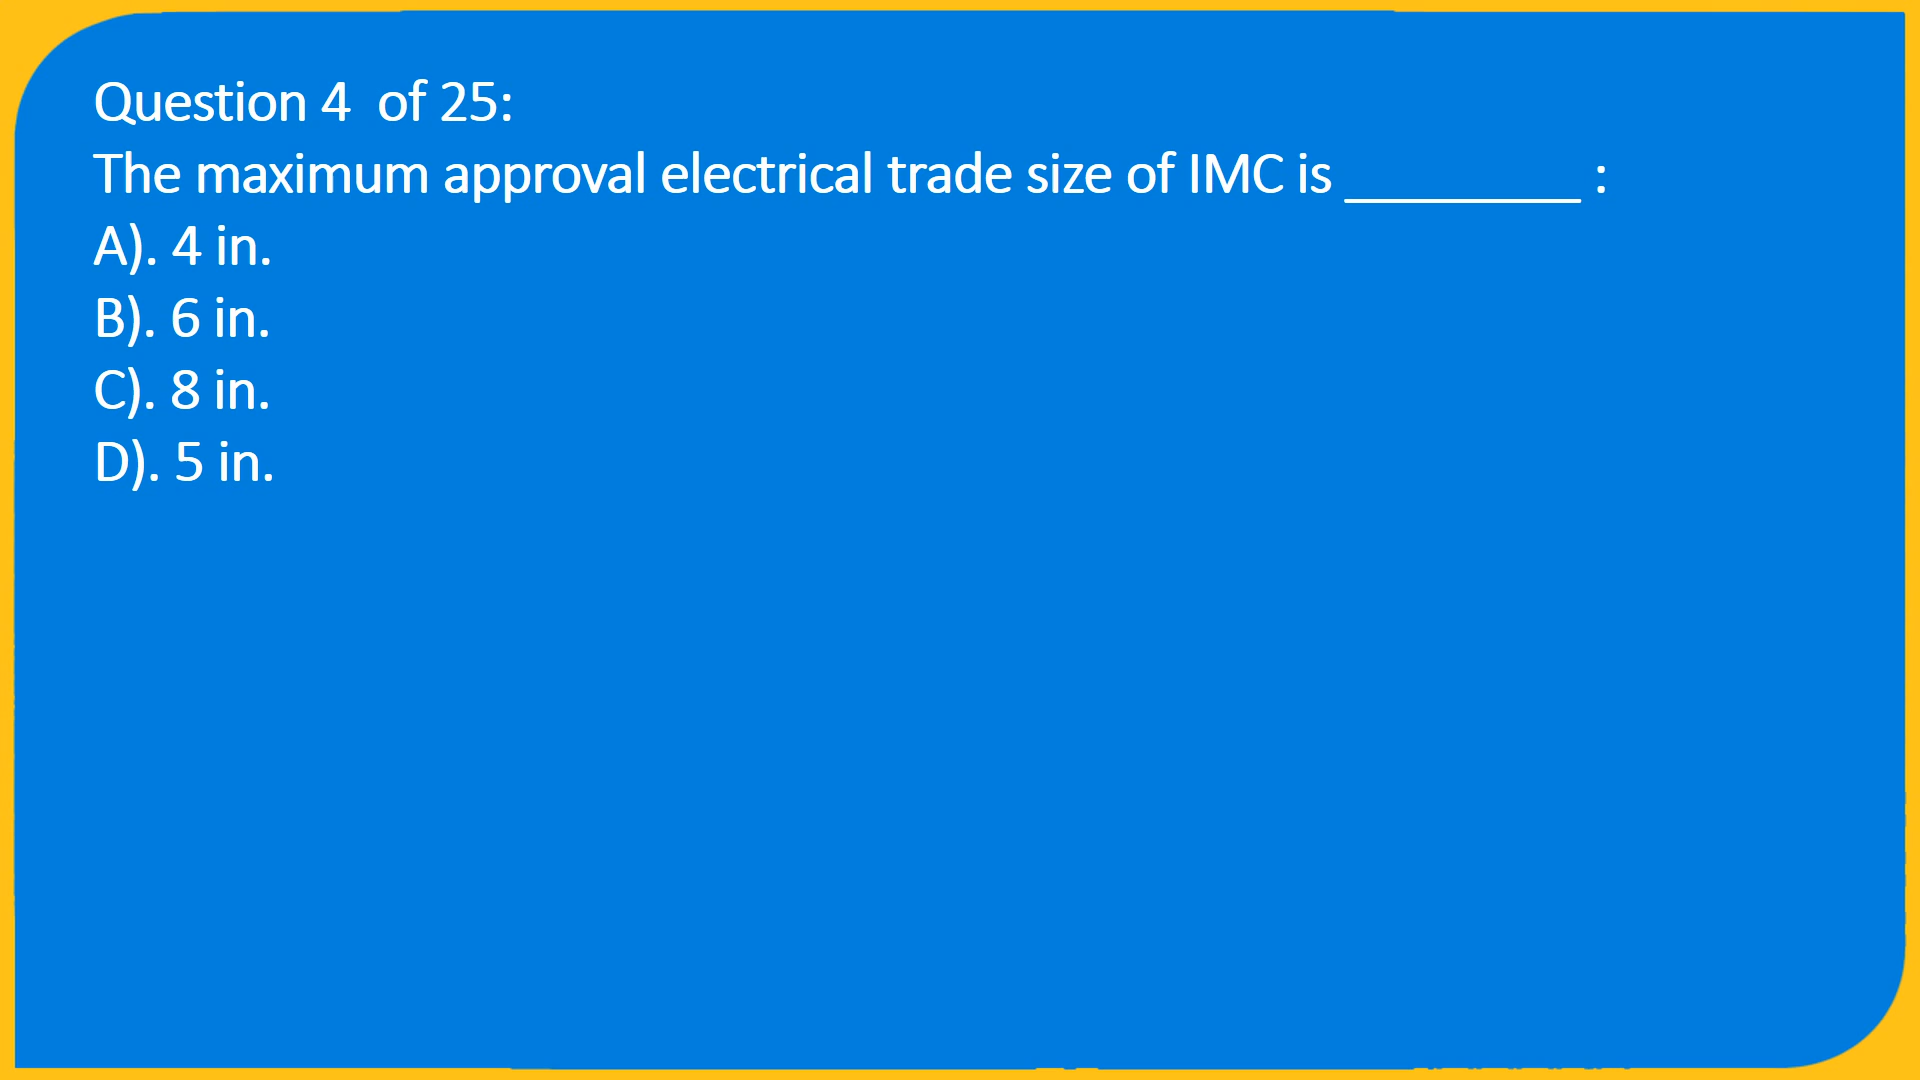 Question 4  of 25:
The maximum approval electrical trade size of IMC is _________ :
A). 4 in.
B). 6 in.
C). 8 in.
D). 5 in.